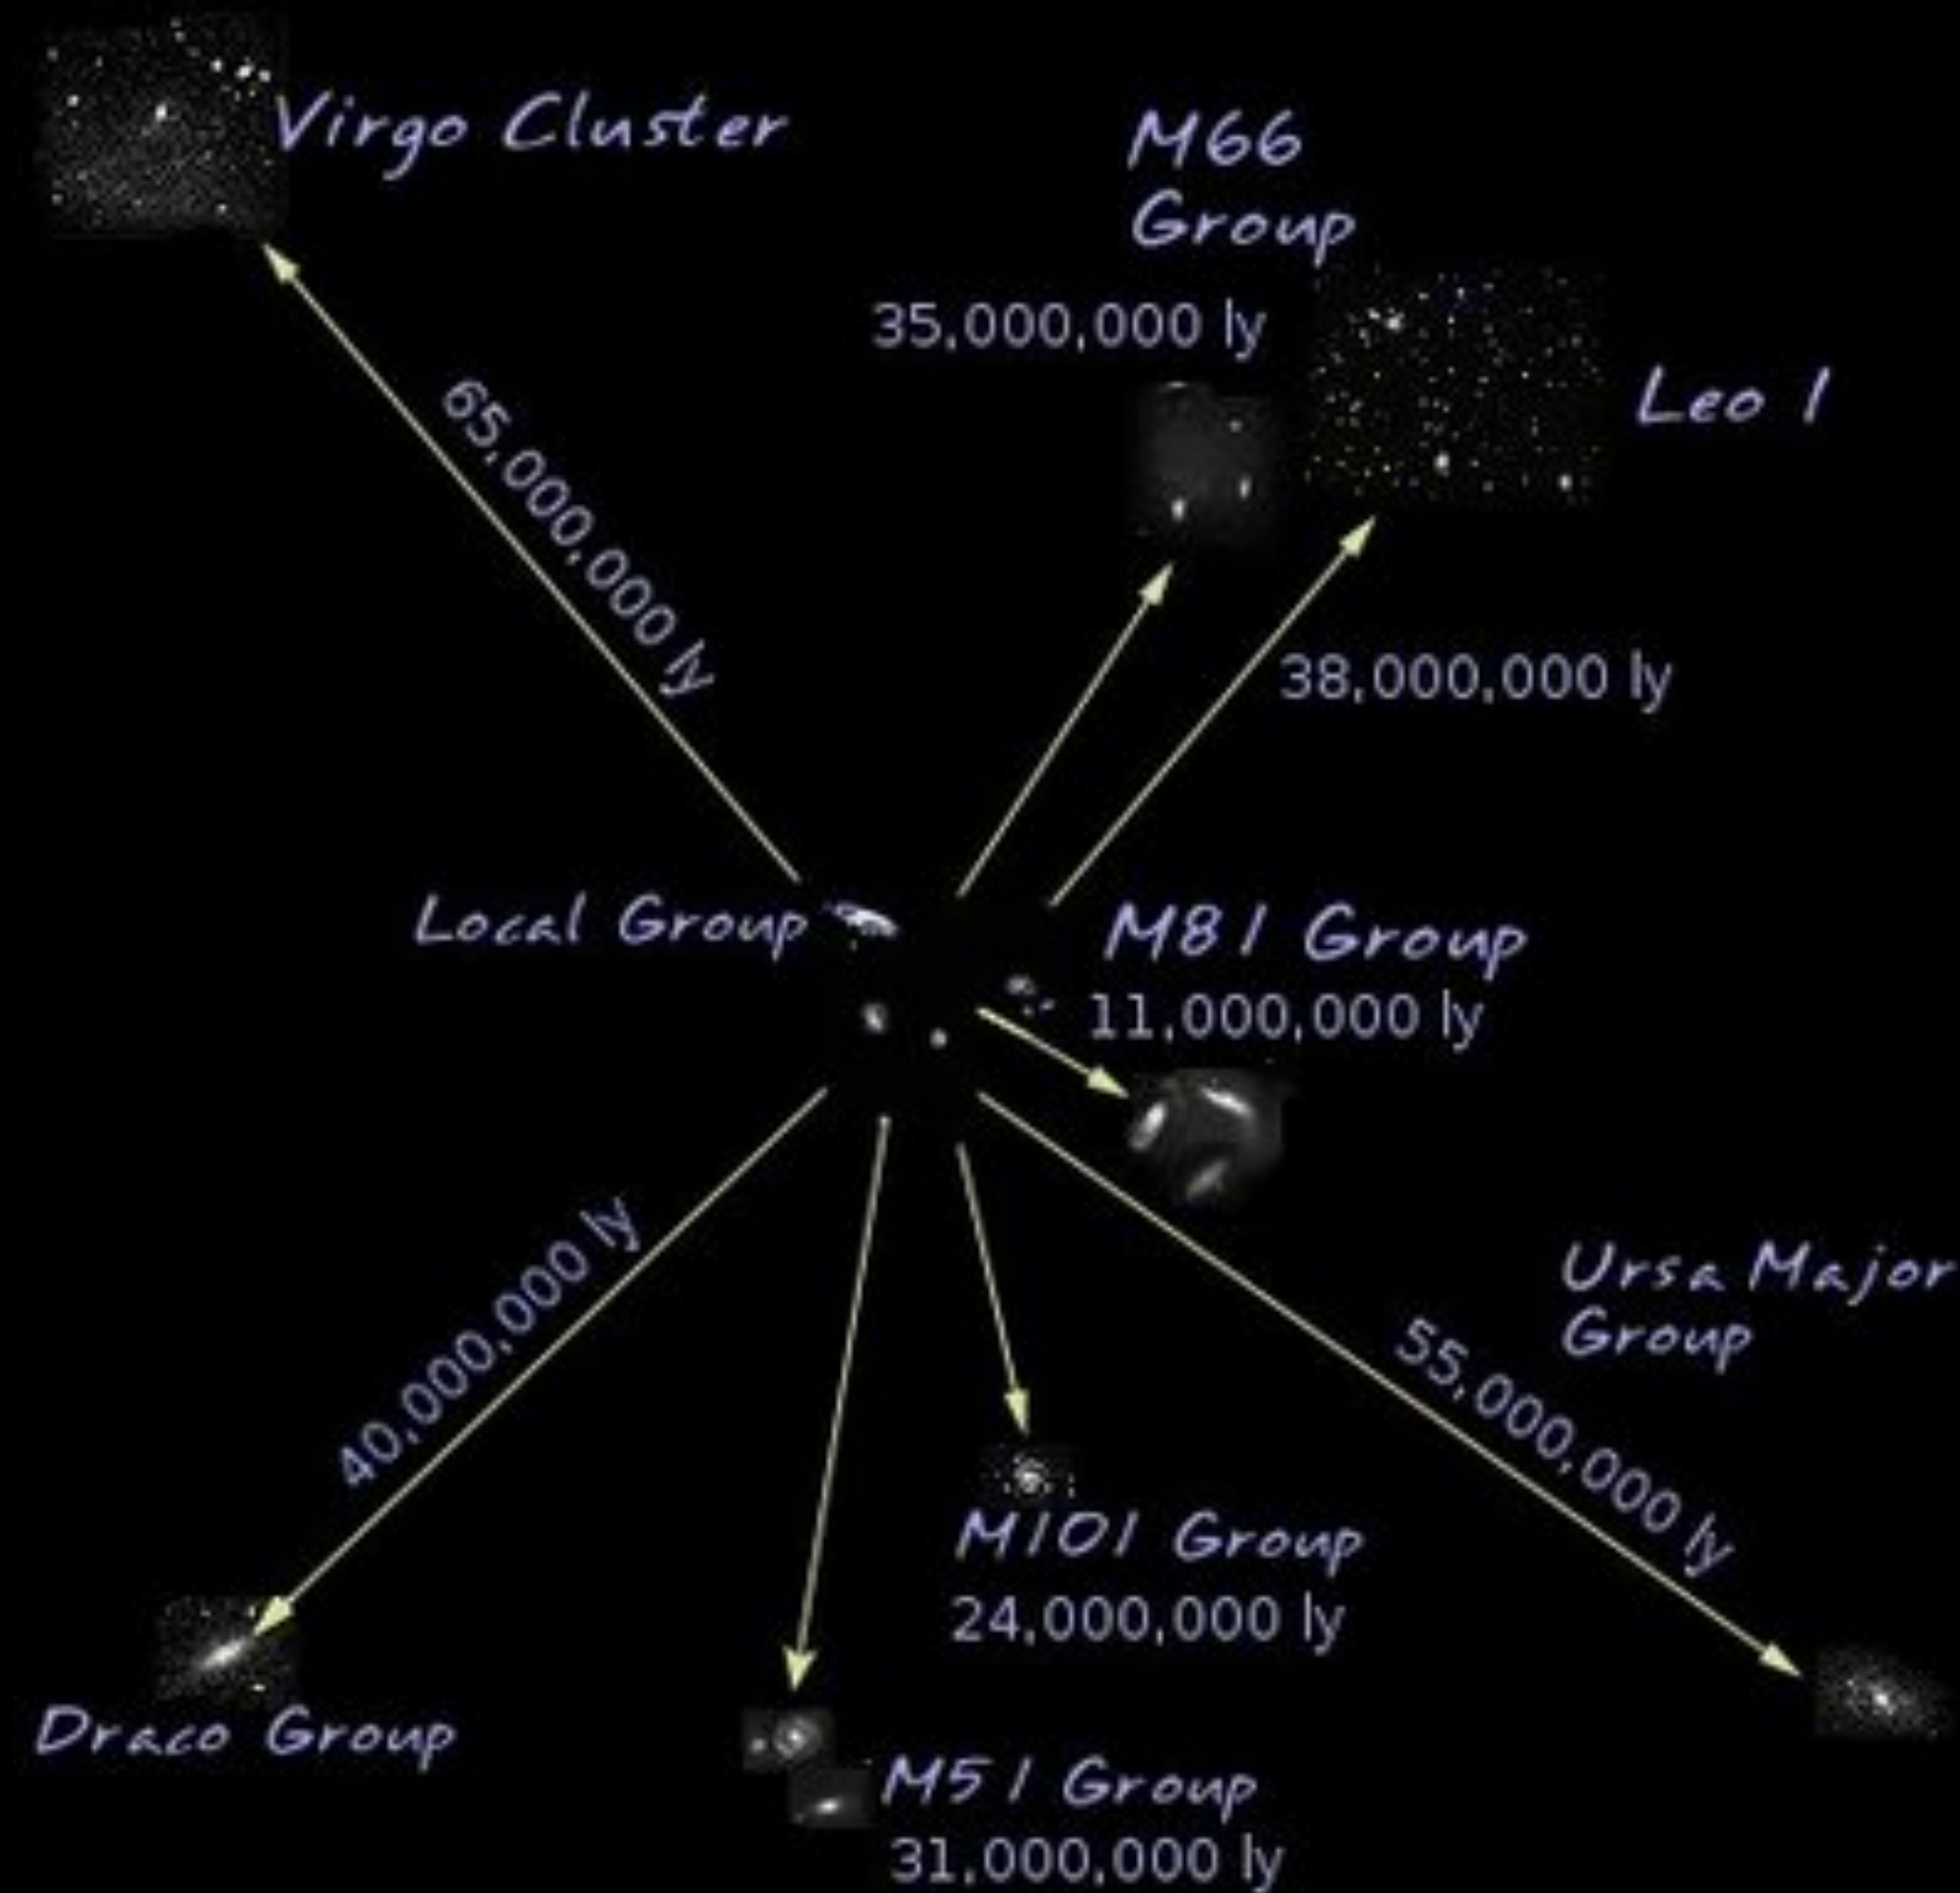 Virgo Cluster
M66
Group
35,000,000 ly
Leo I
65,000,000 ly
38,000,000 ly
Local Group
M81 Group
11,000,000 ly
40,000,000 ly
Ursa Major
Group
55,000,000 ly
M101 Group
24,000,000 ly
Draco Group
M51 Group
31,000,000 ly